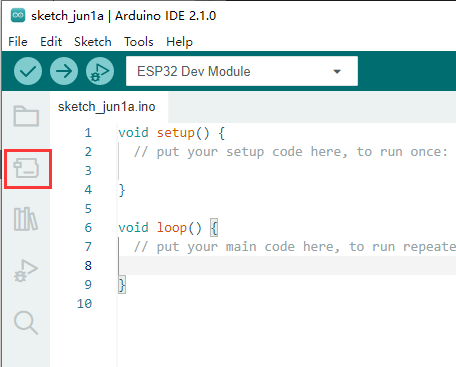 sketch_jun1a | Arduino IDE 2.1.0
File Edit Sketch Tools Help
ESP32 Dev Module
sketch_jun1a.ino
1 void setup() {
2 // put your setup code here, to run once:
3
4 }
5
6 void loop() {
7 // put your main code here, to run repeate
8
9 }
10